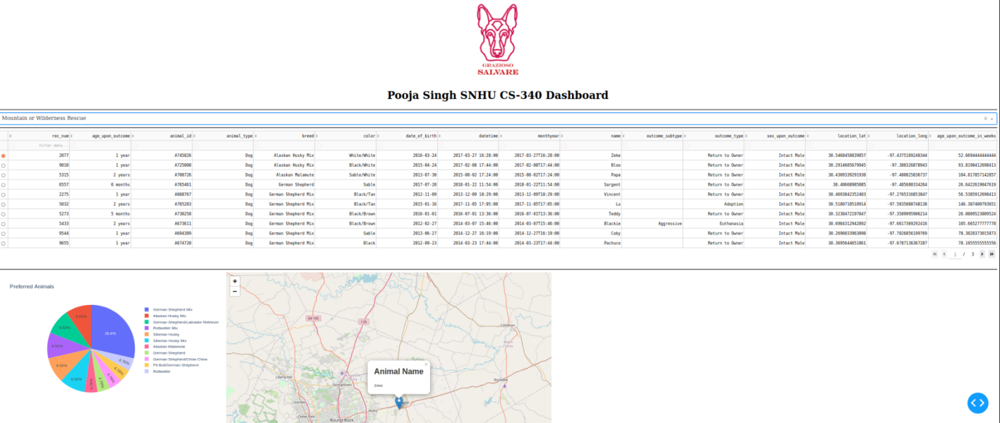 GRAZIOSO
SALVARE
Pooja Singh SNHU CS-340 Dashboard
Mountain or Wilderness Rescue
rec_num age_upon_outcome animal_id animal_type breed color date_of_birth datetime monthyear name outcome_subtype outcome_type sex_upon_outcome location_lat location_long age_upon_outcome_in_weeks
filter data...
2077 1 year A745826 Dog Alaskan Husky Mix White/White 2016-03-24 2017-03-27 16:28:00 2017-03-27T16:28:00 Zeke Return to Owner Intact Male 30.5468450839857 -97.4375169248344 52.6694444444444
9010 1 year A725008 Dog Alaskan Husky Mix Black/White 2015-04-24 2017-02-08 17:44:00 2017-02-08T17:44:00 Bloo Return to Owner Intact Male 30.2914605679945 -97.380326878943 93.8198412698413
5315 2 years A708726 Dog Alaskan Malamute Sable/White 2013-07-30 2015-08-02 17:24:00 2015-08-02T17:24:00 Papa Return to Owner Intact Male 30.4309339291938 -97.480825836737 104.817857142857
6557 6 months A765461 Dog German Shepherd Sable 2017-07-20 2018-01-22 11:54:00 2018-01-22T11:54:00 Sargent Return to Owner Intact Male 30.40668905085 -97.485680334264 26.6422619047619
2275 1 year A668767 Dog German Shepherd Mix Black/Tan 2012-11-09 2013-12-09 18:29:00 2013-12-09T18:29:00 Vincent Return to Owner Intact Male 30.4693842352483 -97.2765316853847 56.5385912698413
5032 2 years A765283 Dog German Shepherd Mix Black/Tan 2015-01-16 2017-11-05 17:05:00 2017-11-05T17:05:00 Lu Adoption Intact Male 30.5180710510914 -97.5035088748138 146.387400793651
5273 5 months A730258 Dog German Shepherd Mix Black/Brown 2016-01-01 2016-07-01 13:36:00 2016-07-01T13:36:00 Teddy Return to Owner Intact Male 30.3238472197847 -97.3589995906214 26.0809523809524
5433 2 years A673611 Dog German Shepherd Mix Black/Brown 2012-02-27 2014-03-07 15:46:00 2014-03-07T15:46:00 Blackie Aggressive Euthanasia Intact Male 30.6984312942892 -97.6617369292416 105.665277777778
9544 1 year A694389 Dog German Shepherd Mix Sable 2013-06-27 2014-12-27 16:19:00 2014-12-27T16:19:00 Coby Return to Owner Intact Male 30.2696033963098 -97.7026856199769 78.3828373015873
9655 1 year A674720 Dog German Shepherd Mix Black 2012-09-23 2014-03-23 17:44:00 2014-03-23T17:44:00 Pachuco Return to Owner Intact Male 30.3695644651861 -97.6787136367287 78.1055555555556
1 / 3
Preferred Animals
German Shepherd Mix
Alaskan Husky Mix
German Shepherd/Labrador Retriever
Rottweiler Mix
Siberian Husky
Siberian Husky Mix
Alaskan Malamute
German Shepherd
German Shepherd/Chow Chow
Pit Bull/German Shepherd
Rottweiler
28.6%
9.52%
9.52%
9.52%
9.52%
9.52%
4.76%
4.76%
4.76%
4.76%
4.76%
+
−
SH 195
I 35
Cameron
Liberty Hill
Georgetown
Rockdale
Leander
Hutto
Cedar Park
Round Rock
Animal Name
Zeke